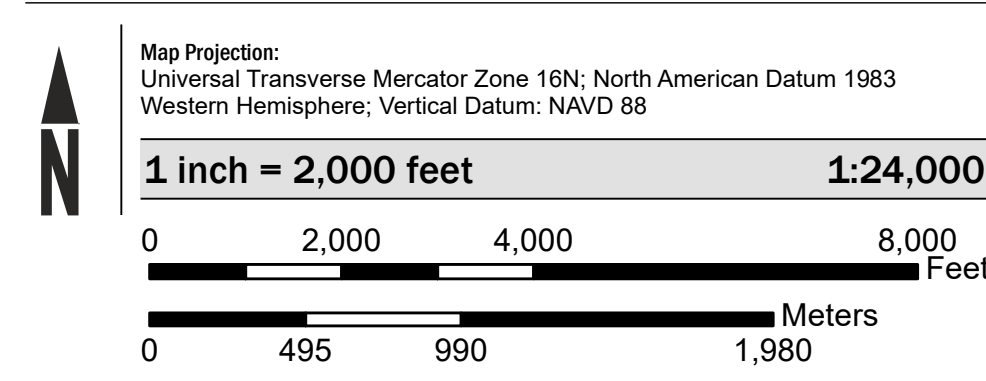 N
Map Projection:
Universal Transverse Mercator Zone 16N; North American Datum 1983
Western Hemisphere; Vertical Datum: NAVD 88
1 inch = 2,000 feet 1:24,000
0 2,000 4,000 8,000
Feet
Meters
0 495 990 1,980